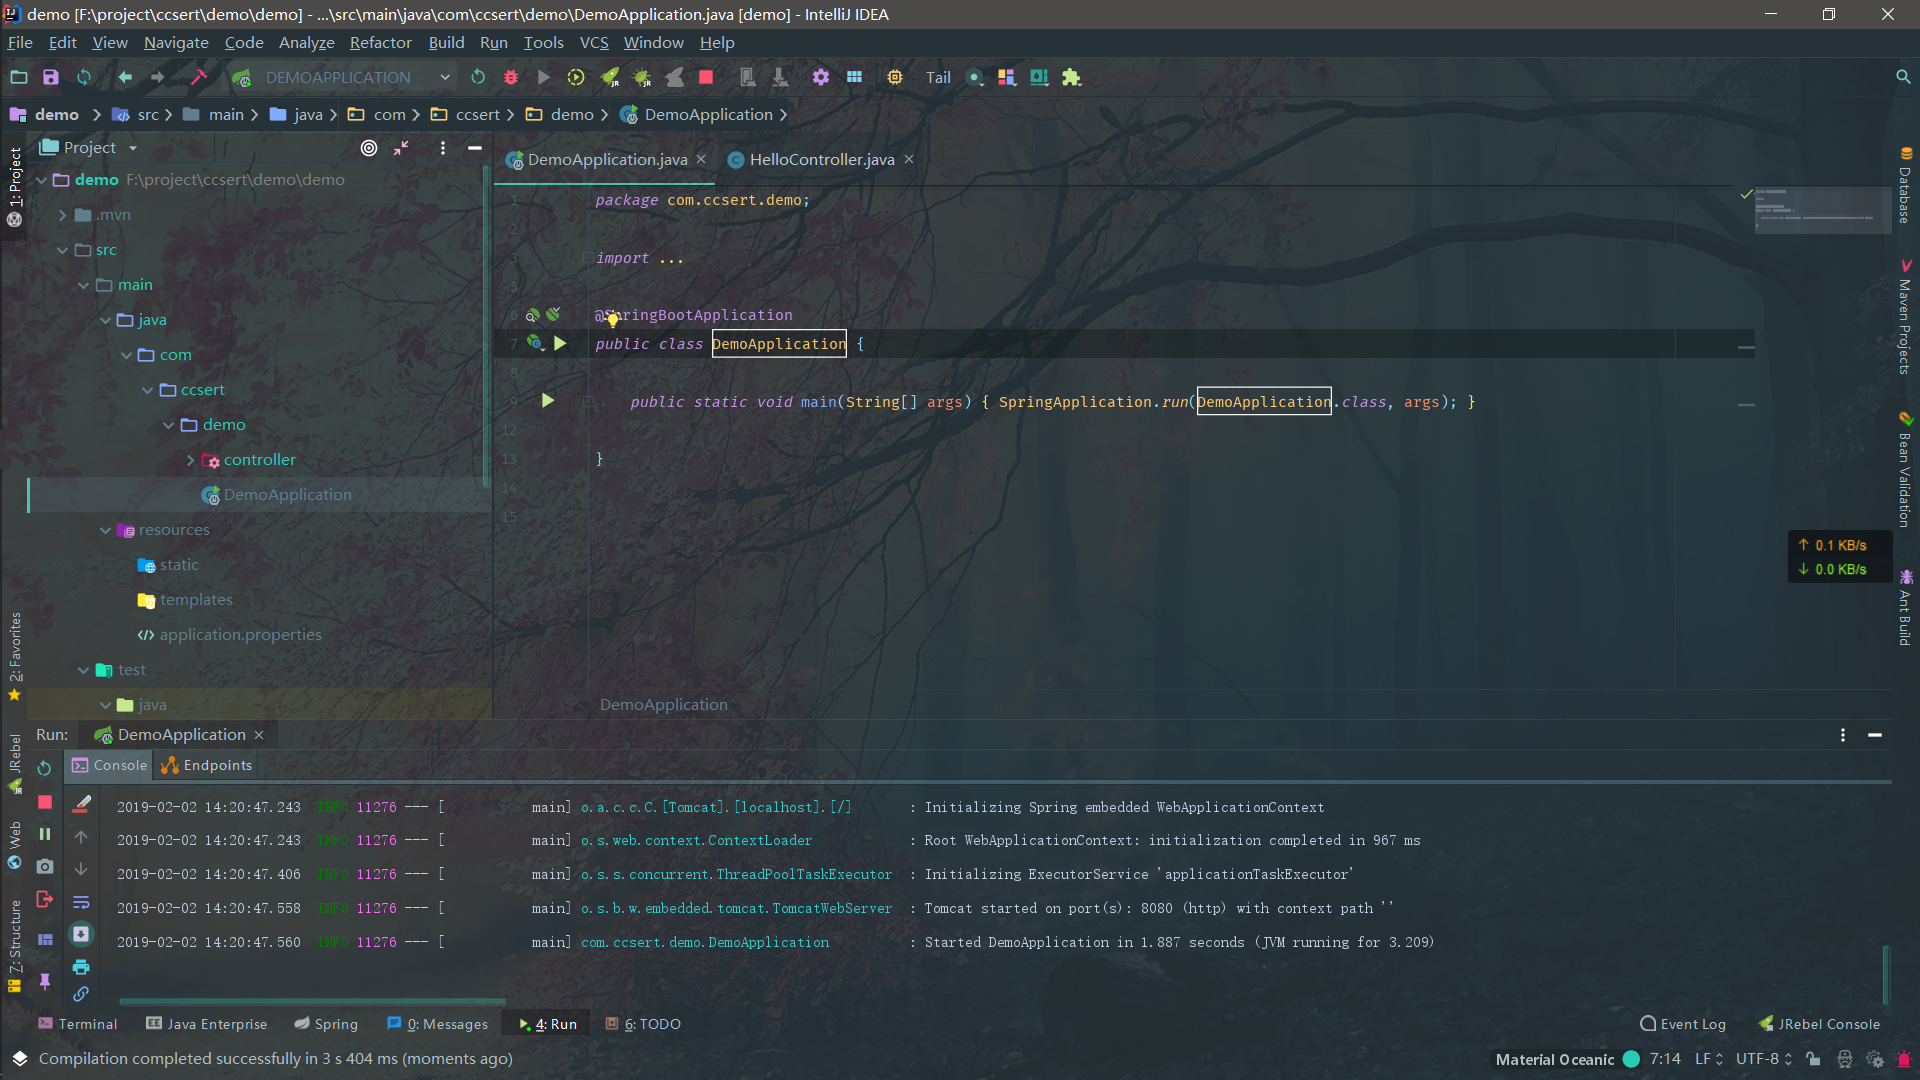 demo [F:\project\ccsert\demo\demo] - ...\src\main\java\com\ccsert\demo\DemoApplication.java [demo] - IntelliJ IDEA
File Edit View Navigate Code Analyze Refactor Build Run Tools VCS Window Help
DEMOAPPLICATION Tail
demo src main java com ccsert demo DemoApplication
1: Project
Project
demo F:\project\ccsert\demo\demo
.mvn
src
main
java
com
ccsert
demo
controller
DemoApplication
resources
static
templates
application.properties
test
java
DemoApplication.java HelloController.java
1 package com.ccsert.demo;
2
3 import ...
5
6 @SpringBootApplication
7 public class DemoApplication {
8
9 public static void main(String[] args) { SpringApplication.run(DemoApplication.class, args); }
12
13 }
14
15
DemoApplication
Database
Maven Projects
Bean Validation
Ant Build
↑ 0.1 KB/s
↓ 0.0 KB/s
2: Favorites
JRebel
Web
7: Structure
Run: DemoApplication
Console Endpoints
2019-02-02 14:20:47.243 INFO 11276 --- [ main] o.a.c.c.C.[Tomcat].[localhost].[/] : Initializing Spring embedded WebApplicationContext
2019-02-02 14:20:47.243 INFO 11276 --- [ main] o.s.web.context.ContextLoader : Root WebApplicationContext: initialization completed in 967 ms
2019-02-02 14:20:47.406 INFO 11276 --- [ main] o.s.s.concurrent.ThreadPoolTaskExecutor : Initializing ExecutorService 'applicationTaskExecutor'
2019-02-02 14:20:47.558 INFO 11276 --- [ main] o.s.b.w.embedded.tomcat.TomcatWebServer : Tomcat started on port(s): 8080 (http) with context path ''
2019-02-02 14:20:47.560 INFO 11276 --- [ main] com.ccsert.demo.DemoApplication : Started DemoApplication in 1.887 seconds (JVM running for 3.209)
Terminal Java Enterprise Spring 0: Messages 4: Run 6: TODO Event Log JRebel Console
Compilation completed successfully in 3 s 404 ms (moments ago) Material Oceanic 7:14 LF UTF-8